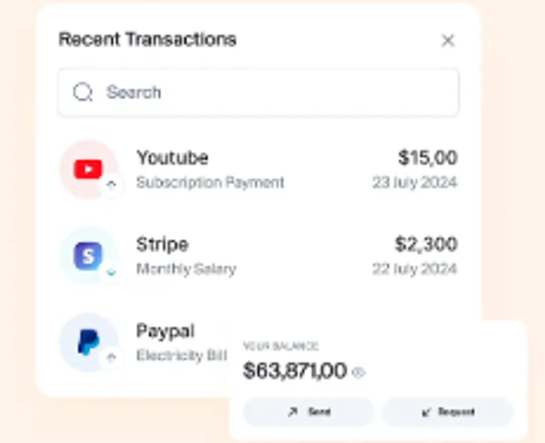 Recent Transactions
Search
Youtube
$15,00
Subscription Payment
23 July 2024
Stripe
$2,300
Monthly Salary
22 July 2024
Paypal
Electricity Bill
YOUR BALANCE
$63,871,00
Send
Request